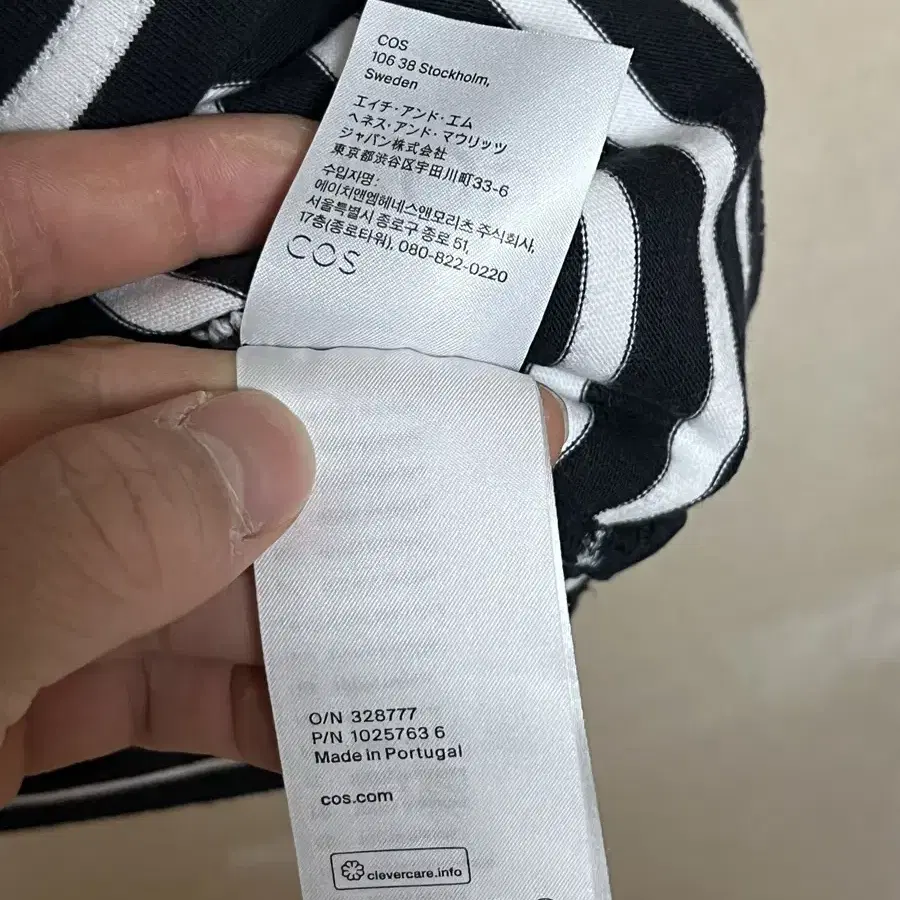 COS
106 38 Stockholm,
Sweden
エイチ・アンド・エム
ヘネス・アンド・マウリッツ
ジャパン株式会社
東京都渋谷区宇田川町33-6
수입자명:
에이치앤엠헤네스앤모리츠 주식회사,
서울특별시 종로구 종로 51,
17층(종로타워), 080-822-0220
COS
O/N 328777
P/N 1025763 6
Made in Portugal
cos.com
clevercare.info